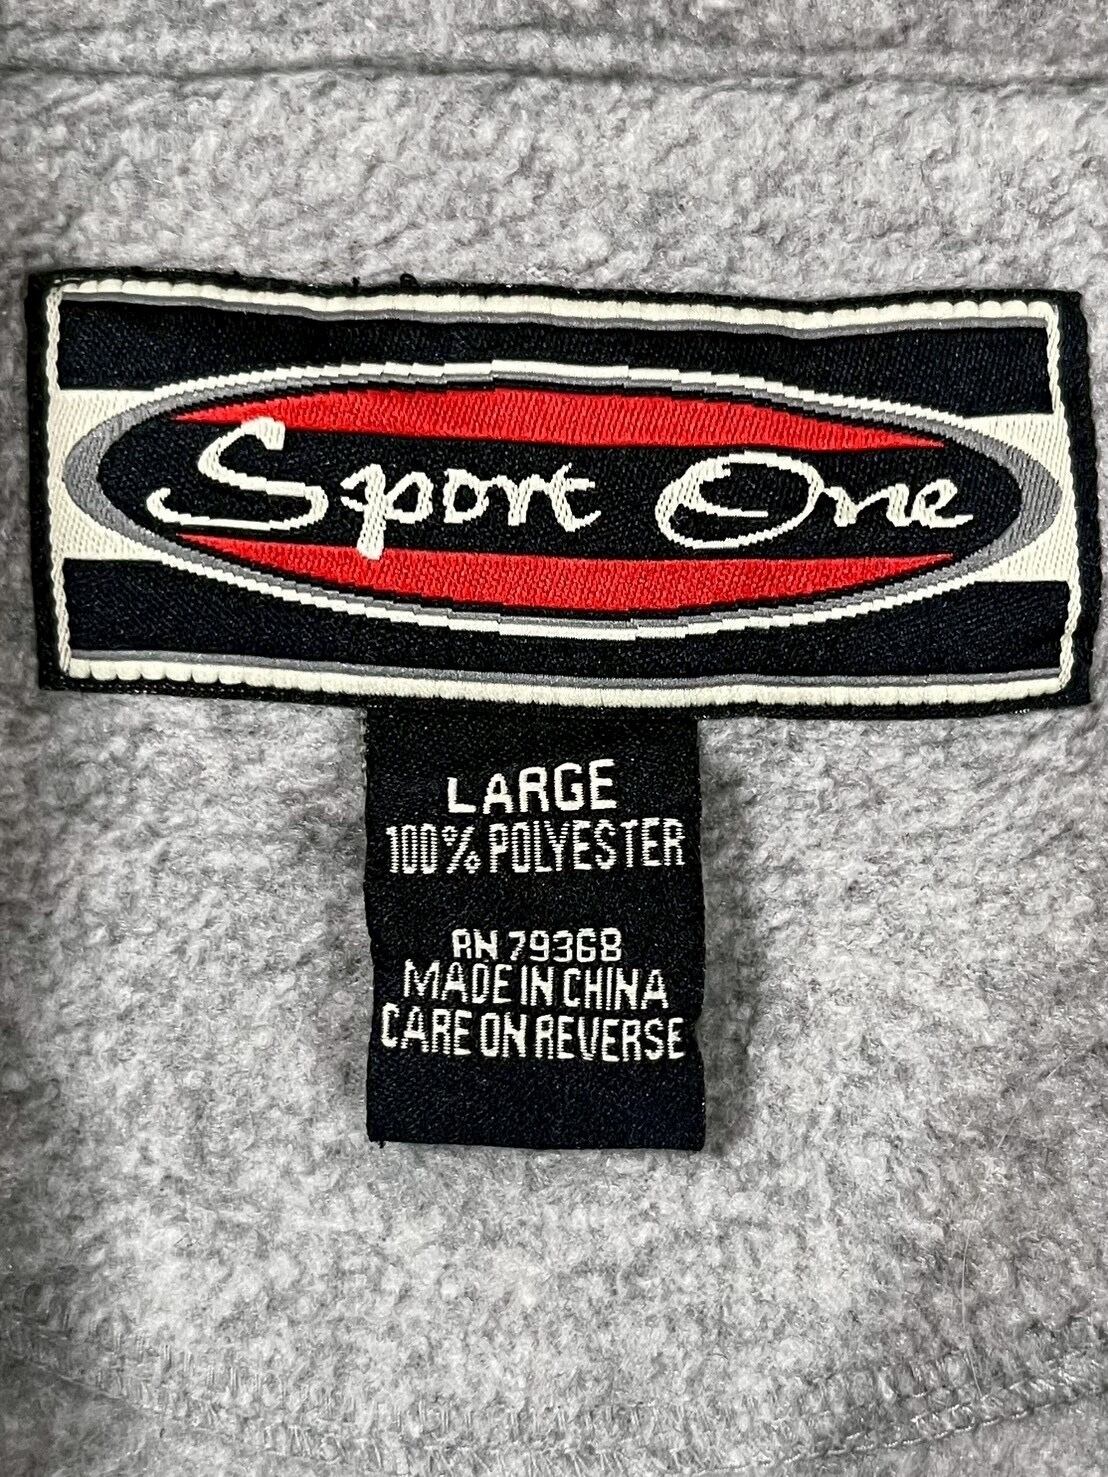 Sport One
LARGE
100% POLYESTER
RN 79368
MADE IN CHINA
CARE ON REVERSE